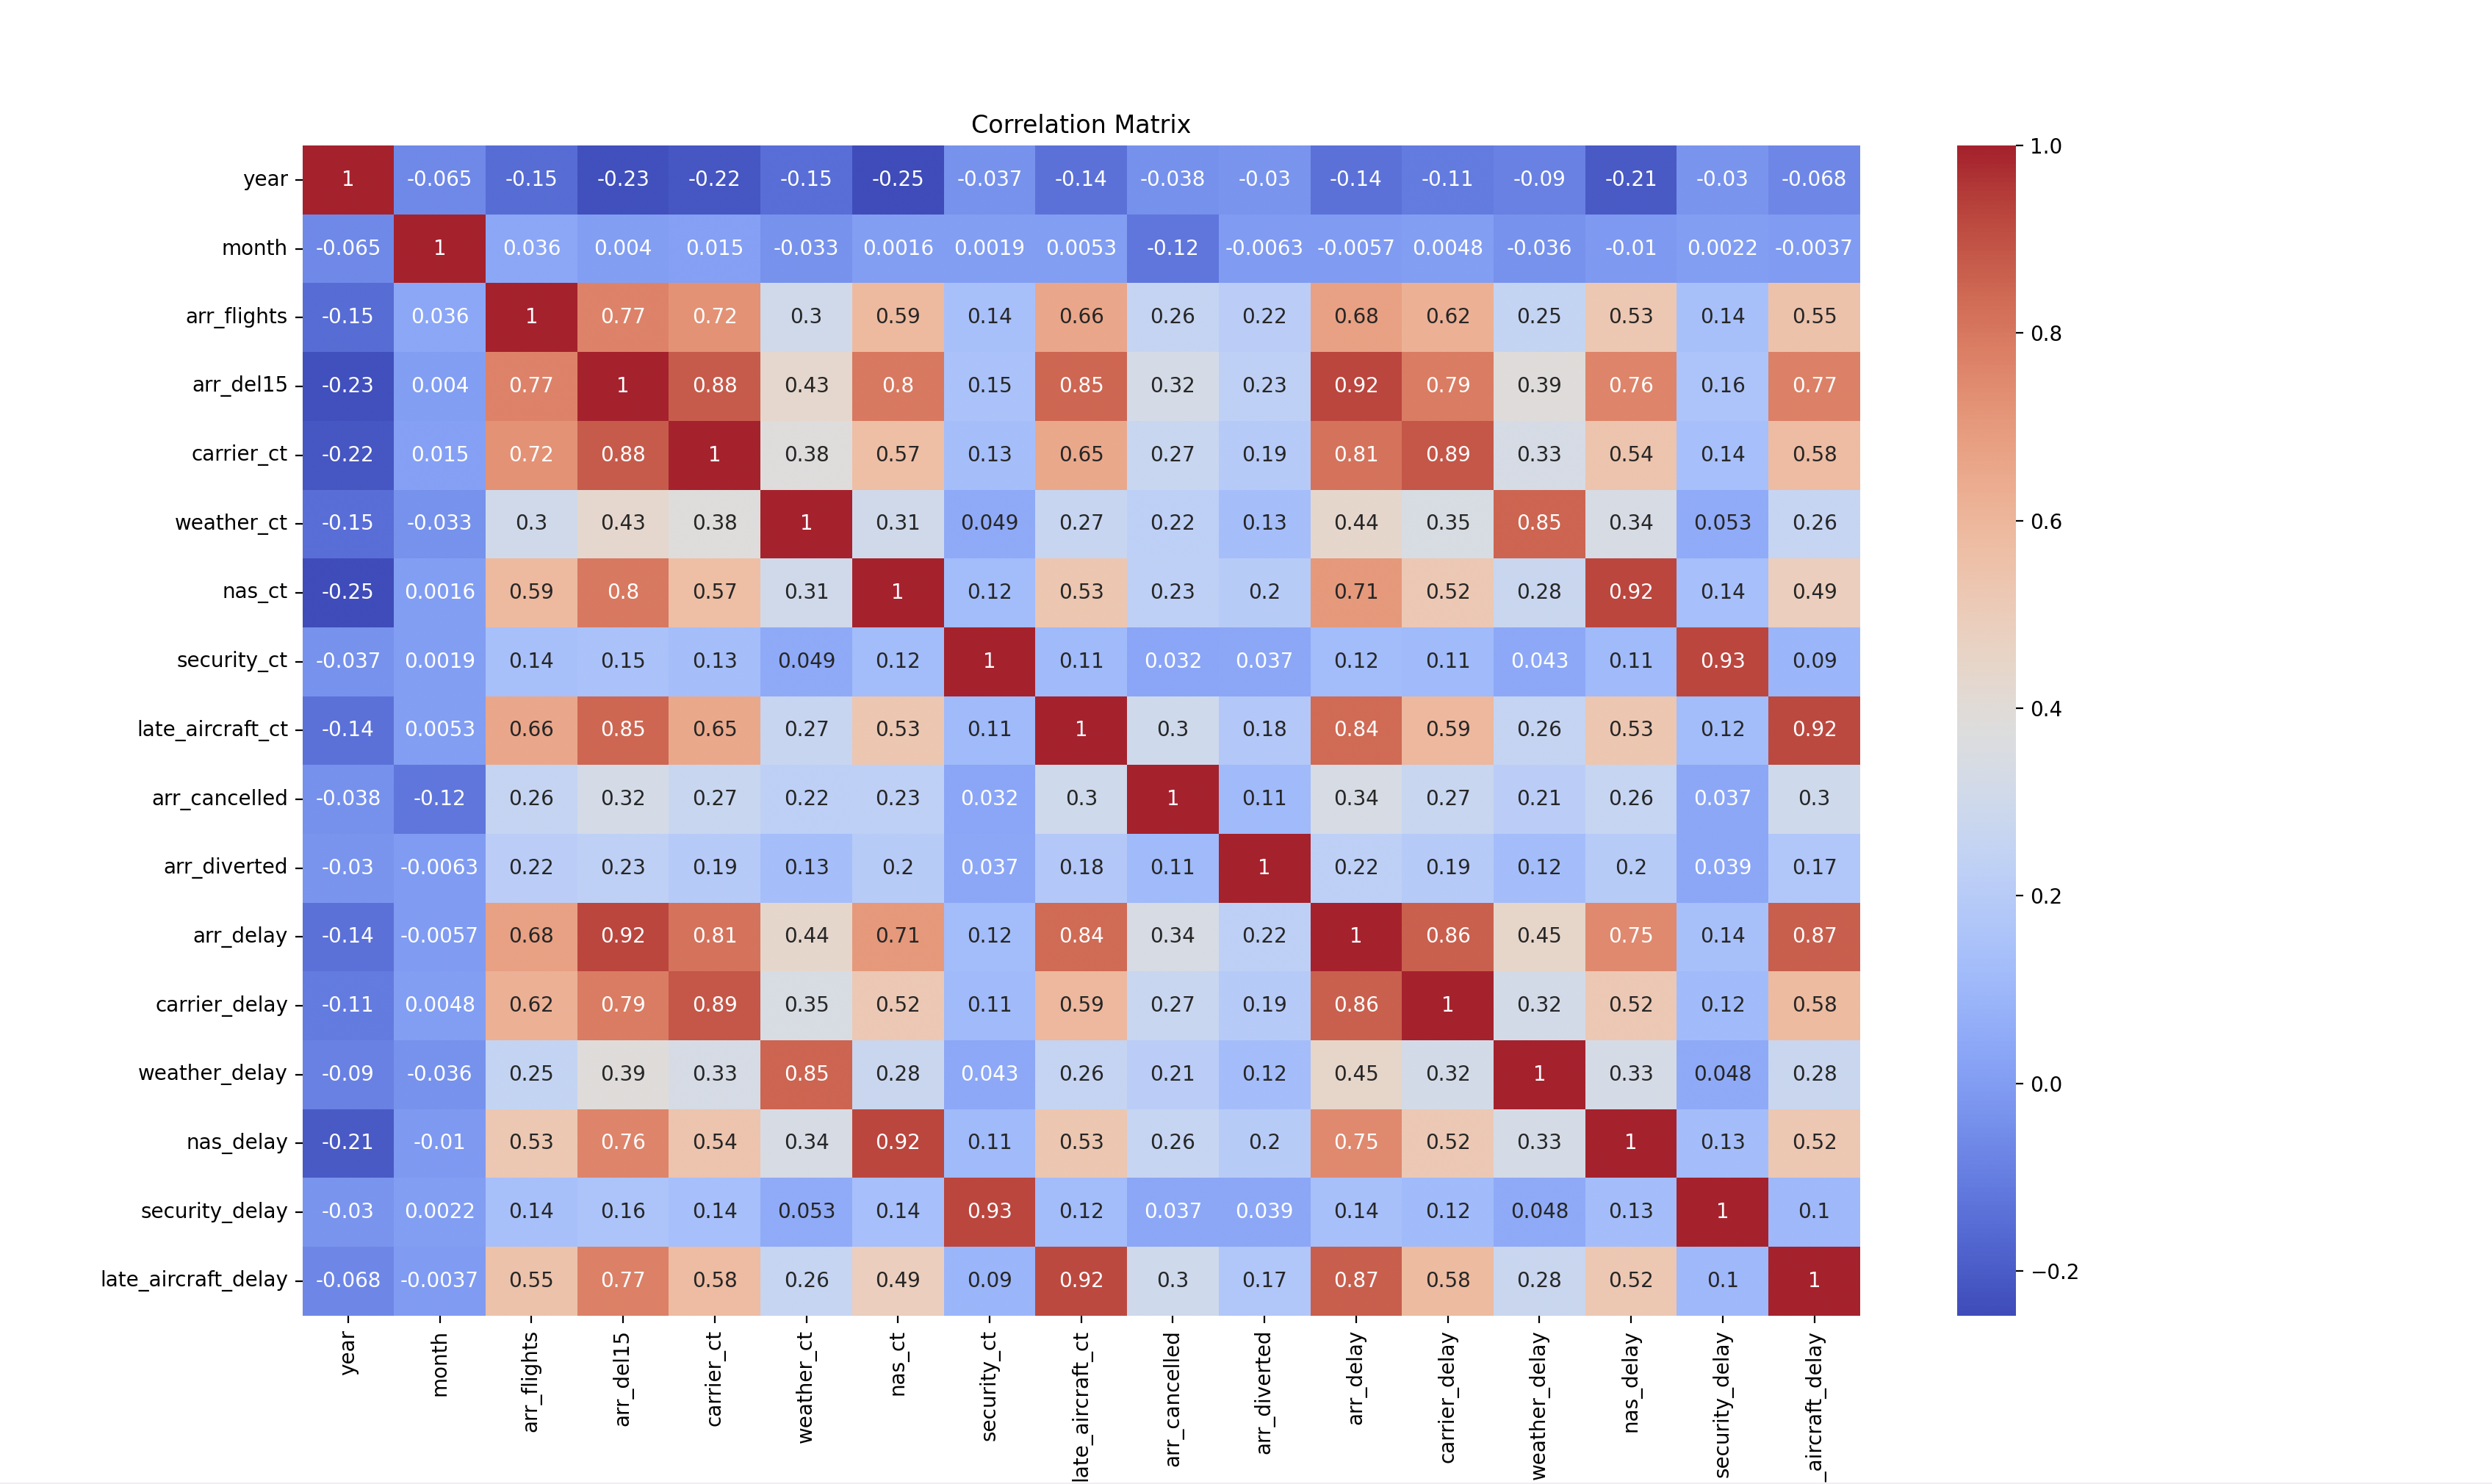 Correlation Matrix
year 1 -0.065 -0.15 -0.23 -0.22 -0.15 -0.25 -0.037 -0.14 -0.038 -0.03 -0.14 -0.11 -0.09 -0.21 -0.03 -0.068
month -0.065 1 0.036 0.004 0.015 -0.033 0.0016 0.0019 0.0053 -0.12 -0.0063 -0.0057 0.0048 -0.036 -0.01 0.0022 -0.0037
arr_flights -0.15 0.036 1 0.77 0.72 0.3 0.59 0.14 0.66 0.26 0.22 0.68 0.62 0.25 0.53 0.14 0.55
arr_del15 -0.23 0.004 0.77 1 0.88 0.43 0.8 0.15 0.85 0.32 0.23 0.92 0.79 0.39 0.76 0.16 0.77
carrier_ct -0.22 0.015 0.72 0.88 1 0.38 0.57 0.13 0.65 0.27 0.19 0.81 0.89 0.33 0.54 0.14 0.58
weather_ct -0.15 -0.033 0.3 0.43 0.38 1 0.31 0.049 0.27 0.22 0.13 0.44 0.35 0.85 0.34 0.053 0.26
nas_ct -0.25 0.0016 0.59 0.8 0.57 0.31 1 0.12 0.53 0.23 0.2 0.71 0.52 0.28 0.92 0.14 0.49
security_ct -0.037 0.0019 0.14 0.15 0.13 0.049 0.12 1 0.11 0.032 0.037 0.12 0.11 0.043 0.11 0.93 0.09
late_aircraft_ct -0.14 0.0053 0.66 0.85 0.65 0.27 0.53 0.11 1 0.3 0.18 0.84 0.59 0.26 0.53 0.12 0.92
arr_cancelled -0.038 -0.12 0.26 0.32 0.27 0.22 0.23 0.032 0.3 1 0.11 0.34 0.27 0.21 0.26 0.037 0.3
arr_diverted -0.03 -0.0063 0.22 0.23 0.19 0.13 0.2 0.037 0.18 0.11 1 0.22 0.19 0.12 0.2 0.039 0.17
arr_delay -0.14 -0.0057 0.68 0.92 0.81 0.44 0.71 0.12 0.84 0.34 0.22 1 0.86 0.45 0.75 0.14 0.87
carrier_delay -0.11 0.0048 0.62 0.79 0.89 0.35 0.52 0.11 0.59 0.27 0.19 0.86 1 0.32 0.52 0.12 0.58
weather_delay -0.09 -0.036 0.25 0.39 0.33 0.85 0.28 0.043 0.26 0.21 0.12 0.45 0.32 1 0.33 0.048 0.28
nas_delay -0.21 -0.01 0.53 0.76 0.54 0.34 0.92 0.11 0.53 0.26 0.2 0.75 0.52 0.33 1 0.13 0.52
security_delay -0.03 0.0022 0.14 0.16 0.14 0.053 0.14 0.93 0.12 0.037 0.039 0.14 0.12 0.048 0.13 1 0.1
late_aircraft_delay -0.068 -0.0037 0.55 0.77 0.58 0.26 0.49 0.09 0.92 0.3 0.17 0.87 0.58 0.28 0.52 0.1 1
year
month
arr_flights
arr_del15
carrier_ct
weather_ct
nas_ct
security_ct
late_aircraft_ct
arr_cancelled
arr_diverted
arr_delay
carrier_delay
weather_delay
nas_delay
security_delay
_aircraft_delay
1.0
0.8
0.6
0.4
0.2
0.0
−0.2